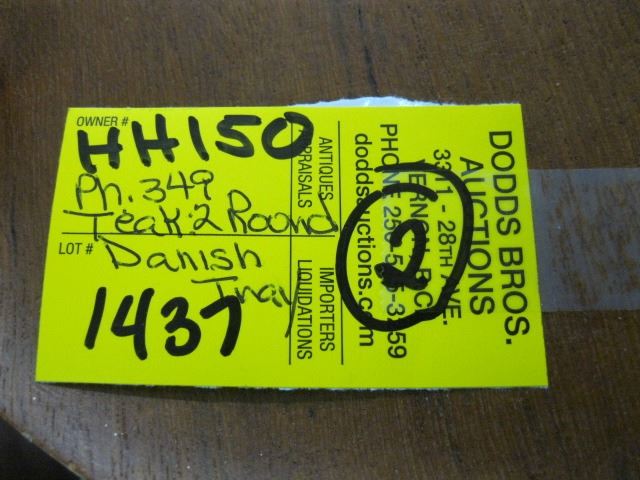 OWNER # HH150
Ph. 349
Teak 2 Round
LOT # Danish
Tray
1437
ANTIQUES
APPRAISALS
IMPORTERS
LIQUIDATIONS
2
DODDS BROS.
AUCTIONS
28TH AVE.
VERNON, B.C.
PHONE 250
doddsauctions.com